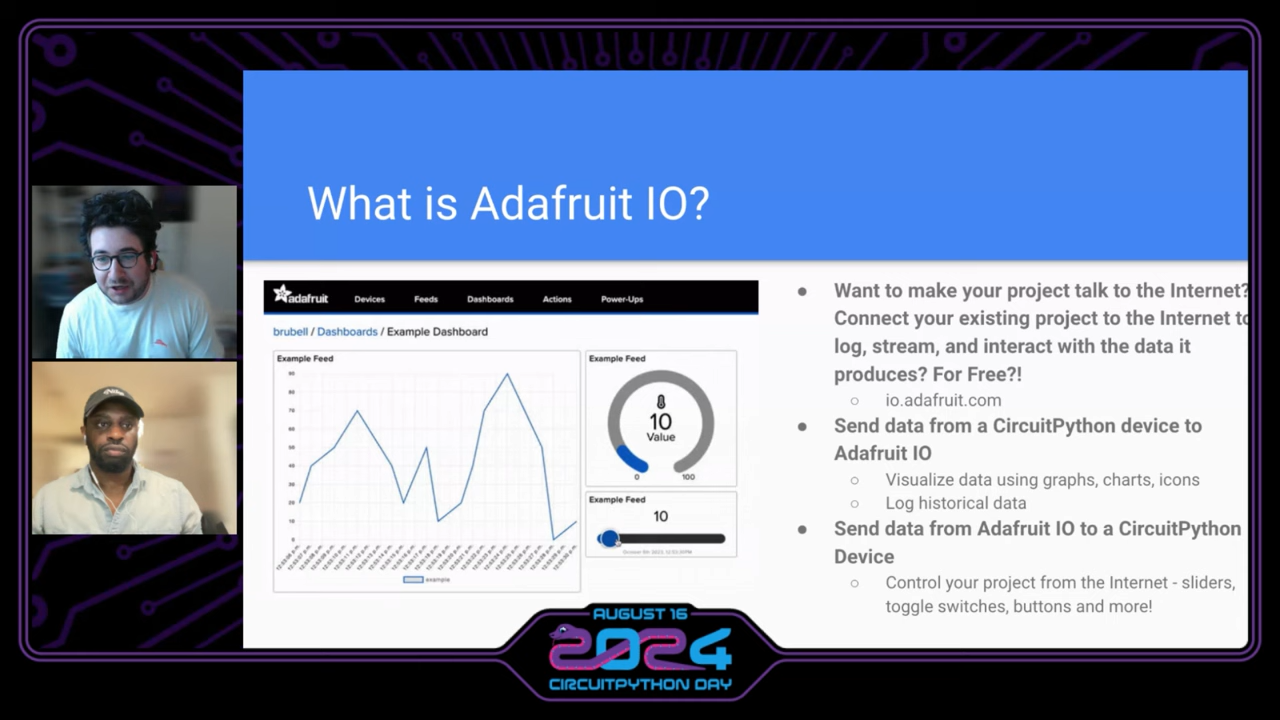 What is Adafruit IO?
adafruit
Devices
Feeds
Dashboards
Actions
Power-Ups
brubell / Dashboards / Example Dashboard
Example Feed
example
Example Feed
10
Value
0
100
Example Feed
10
Want to make your project talk to the Internet?
Connect your existing project to the Internet to
log, stream, and interact with the data it
produces? For Free?!
io.adafruit.com
Send data from a CircuitPython device to
Adafruit IO
Visualize data using graphs, charts, icons
Log historical data
Send data from Adafruit IO to a CircuitPython
Device
Control your project from the Internet - sliders,
toggle switches, buttons and more!
AUGUST 16
2024
CIRCUITPYTHON DAY